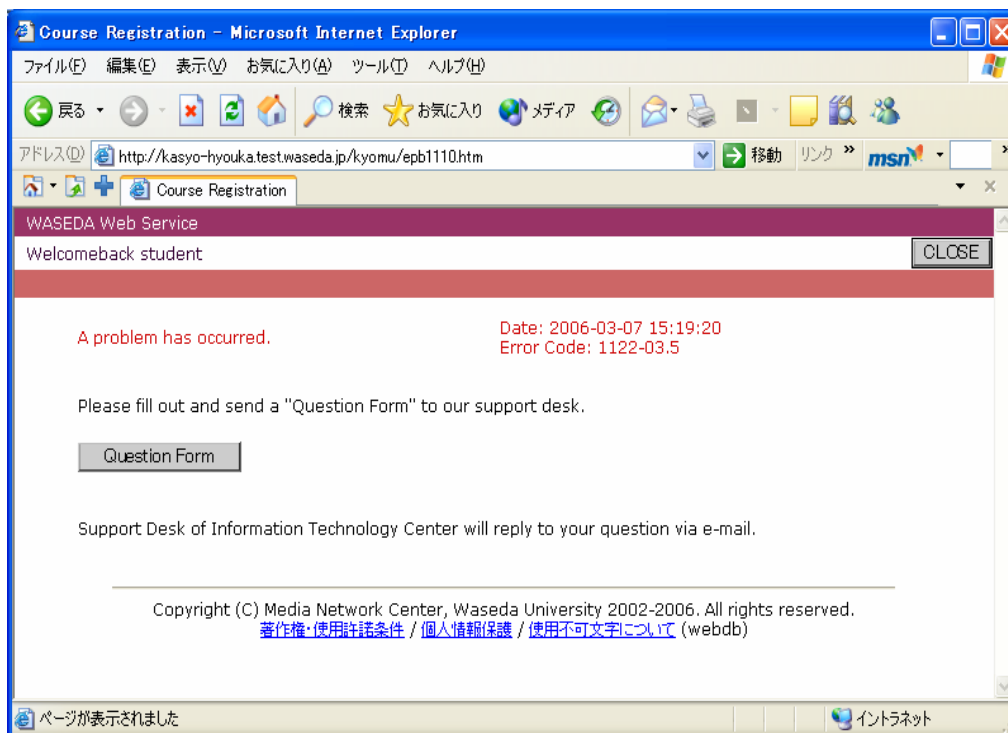 Course Registration - Microsoft Internet Explorer
ファイル(F) 編集(E) 表示(V) お気に入り(A) ツール(T) ヘルプ(H)
戻る 検索 お気に入り メディア
アドレス(D) http://kasyo-hyouka.test.waseda.jp/kyomu/epb1110.htm 移動 リンク » msn »
Course Registration
WASEDA Web Service
Welcomeback student CLOSE
A problem has occurred. Date: 2006-03-07 15:19:20
Error Code: 1122-03.5
Please fill out and send a "Question Form" to our support desk.
Question Form
Support Desk of Information Technology Center will reply to your question via e-mail.
Copyright (C) Media Network Center, Waseda University 2002-2006. All rights reserved.
著作権・使用許諾条件 / 個人情報保護 / 使用不可文字について (webdb)
ページが表示されました イントラネット